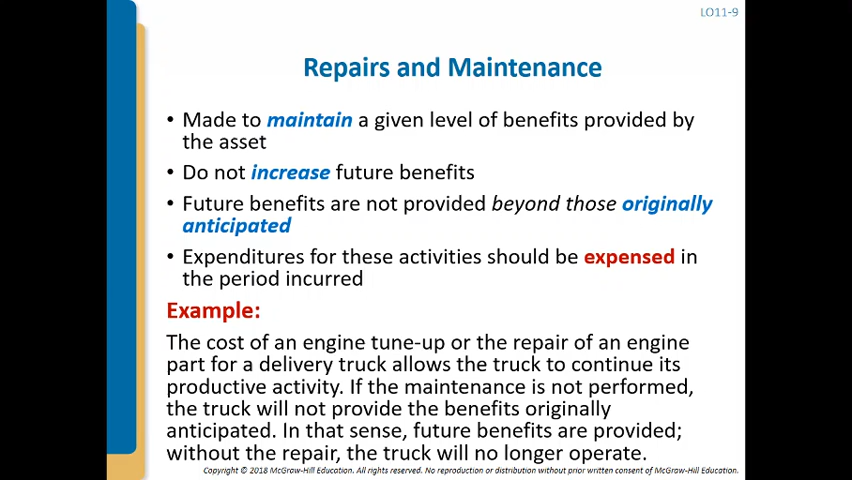 LO11-9
Repairs and Maintenance
• Made to maintain a given level of benefits provided by
the asset
• Do not increase future benefits
• Future benefits are not provided beyond those originally
anticipated
• Expenditures for these activities should be expensed in
the period incurred
Example:
The cost of an engine tune-up or the repair of an engine
part for a delivery truck allows the truck to continue its
productive activity. If the maintenance is not performed,
the truck will not provide the benefits originally
anticipated. In that sense, future benefits are provided;
without the repair, the truck will no longer operate.
Copyright © 2018 McGraw-Hill Education. All rights reserved. No reproduction or distribution without prior written consent of McGraw-Hill Education.